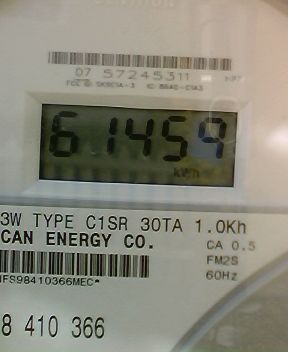 07 57245311
61459
kWh
3W TYPE C1SR 30TA 1.0Kh
CAN ENERGY CO.
CA 0.5
FM2S
60Hz
IFS98410366MEC*
8 410 366